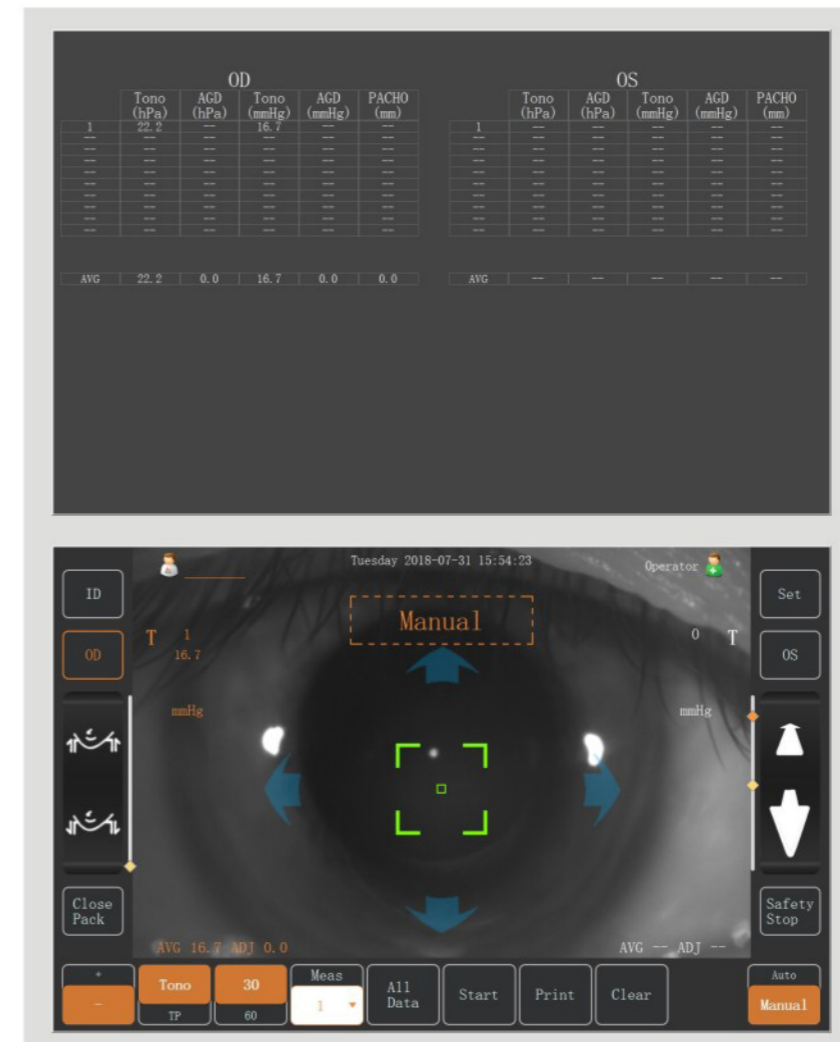 OD
Tono (hPa) AGD (hPa) Tono (mmHg) AGD (mmHg) PACHO (mm)
1 22.2 -- 16.7 -- --
-- -- -- -- -- --
-- -- -- -- -- --
-- -- -- -- -- --
-- -- -- -- -- --
-- -- -- -- -- --
-- -- -- -- -- --
-- -- -- -- -- --
-- -- -- -- -- --
-- -- -- -- -- --
AVG 22.2 0.0 16.7 0.0 0.0
OS
Tono (hPa) AGD (hPa) Tono (mmHg) AGD (mmHg) PACHO (mm)
1 -- -- -- -- --
-- -- -- -- -- --
-- -- -- -- -- --
-- -- -- -- -- --
-- -- -- -- -- --
-- -- -- -- -- --
-- -- -- -- -- --
-- -- -- -- -- --
-- -- -- -- -- --
-- -- -- -- -- --
AVG -- -- -- -- --
Tuesday 2018-07-31 15:54:23
Operator
ID
Set
Manual
OD
T 1
16.7
mmHg
0 T
OS
mmHg
Close
Pack
Safety
Stop
AVG 16.7 ADJ 0.0
AVG -- ADJ --
+
-
Tono
TP
30
60
Meas
1
All
Data
Start
Print
Clear
Auto
Manual